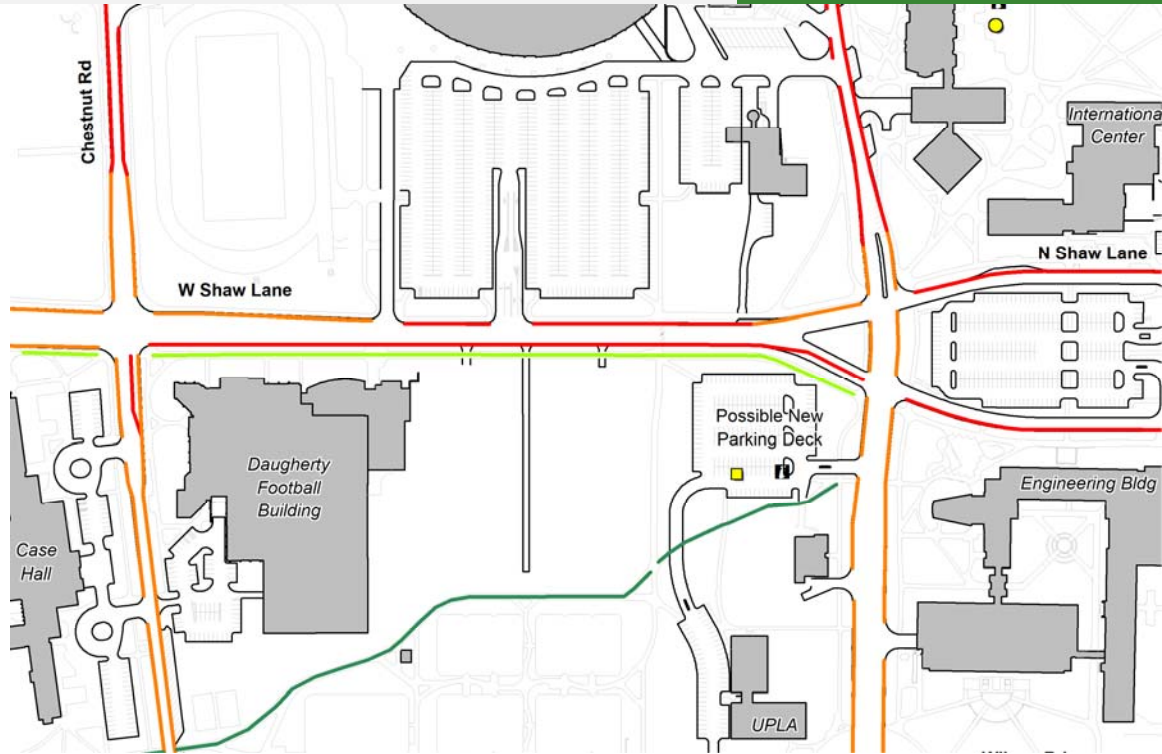 Chestnut Rd
International
Center
N Shaw Lane
W Shaw Lane
Possible New
Parking Deck
Daugherty
Football
Building
Engineering Bldg
Case
Hall
UPLA